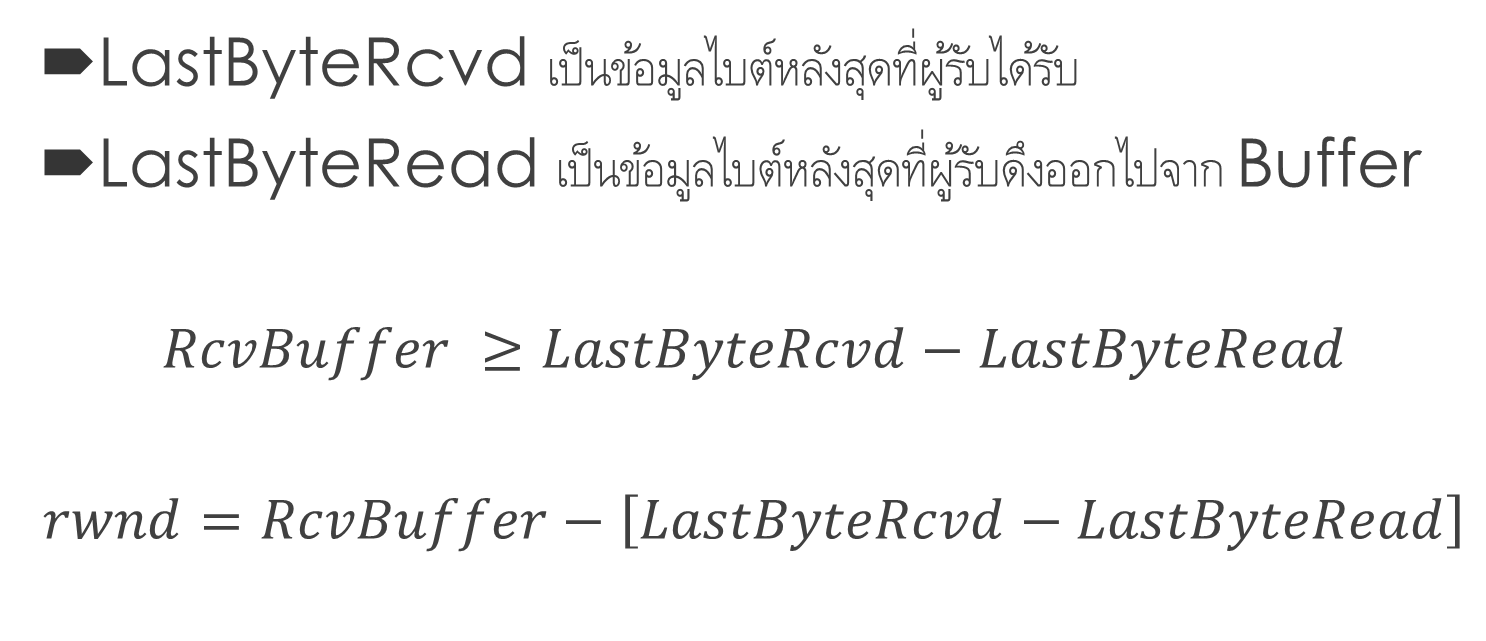 LastByteRcvd เป็นข้อมูลไบต์หลังสุดที่ผู้รับได้รับ
LastByteRead เป็นข้อมูลไบต์หลังสุดที่ผู้รับดึงออกไปจาก Buffer
RcvBuffer ≥ LastByteRcvd − LastByteRead
rwnd = RcvBuffer − [LastByteRcvd − LastByteRead]